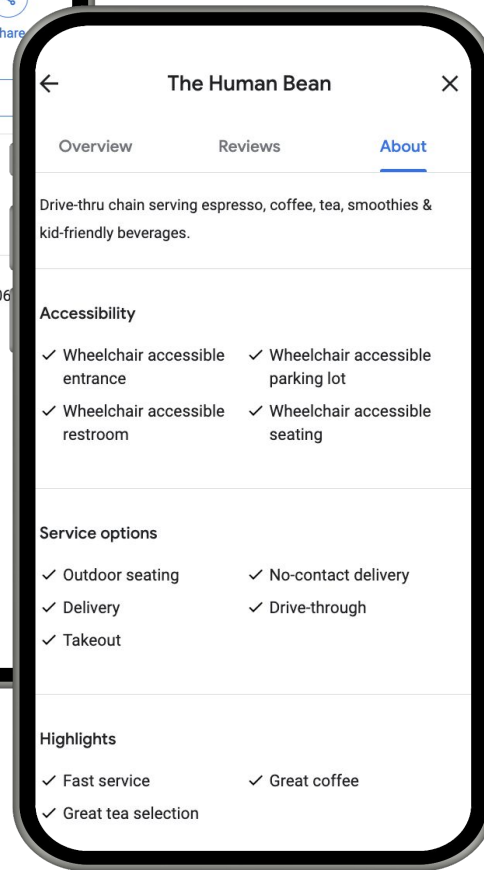 hare
The Human Bean
Overview Reviews About
Drive-thru chain serving espresso, coffee, tea, smoothies &
kid-friendly beverages.
06
Accessibility
Wheelchair accessible entrance
Wheelchair accessible parking lot
Wheelchair accessible restroom
Wheelchair accessible seating
Service options
Outdoor seating
No-contact delivery
Delivery
Drive-through
Takeout
Highlights
Fast service
Great coffee
Great tea selection